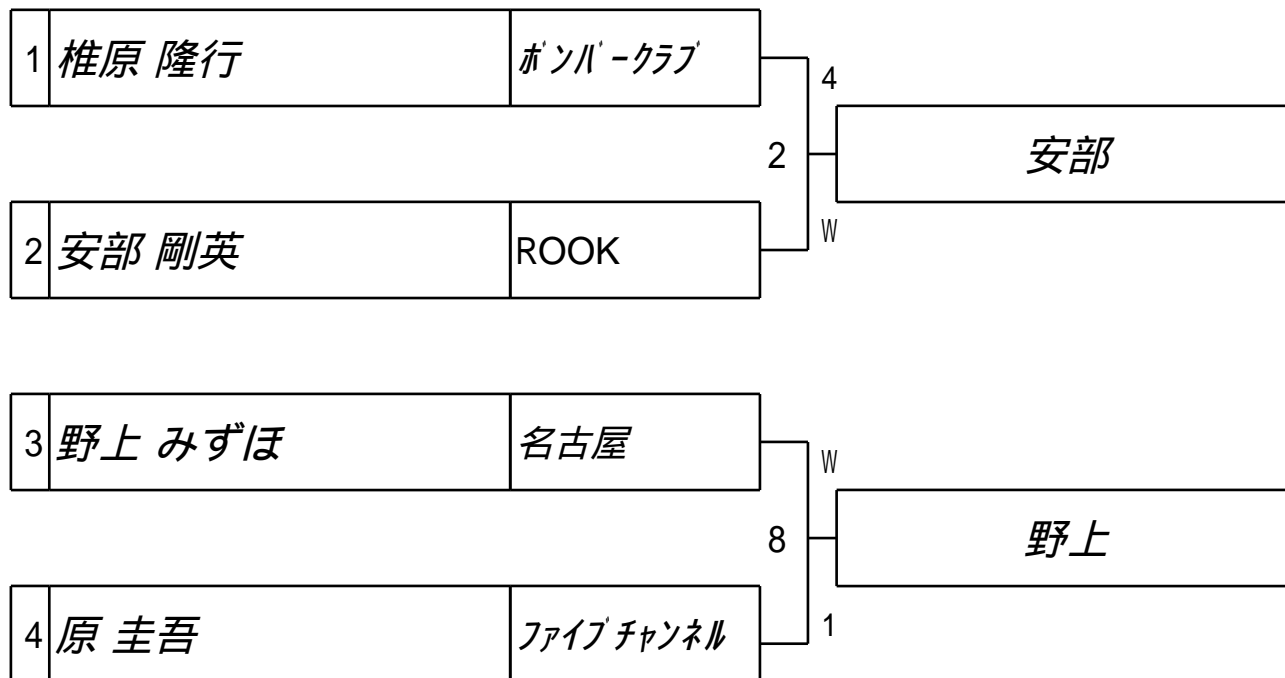 1 椎原 隆行 ﾎﾞﾝﾊﾞｰｸﾗﾌﾞ
4
2 安部
2 安部 剛英 ROOK
W
3 野上 みずほ 名古屋
W
8 野上
4 原 圭吾 ﾌｧｲﾌﾞﾁｬﾝﾈﾙ
1